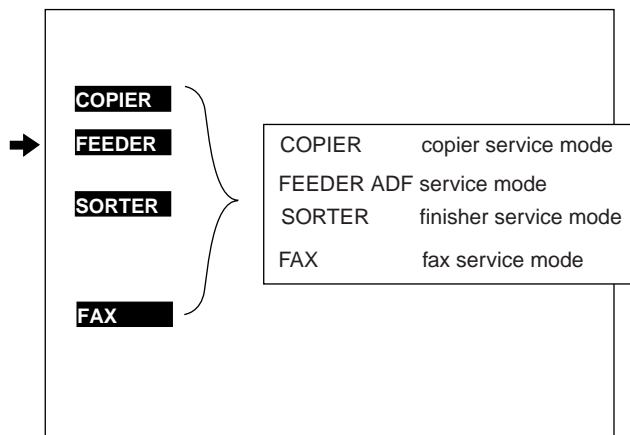 COPIER
FEEDER
SORTER
FAX
COPIER copier service mode
FEEDER ADF service mode
SORTER finisher service mode
FAX fax service mode